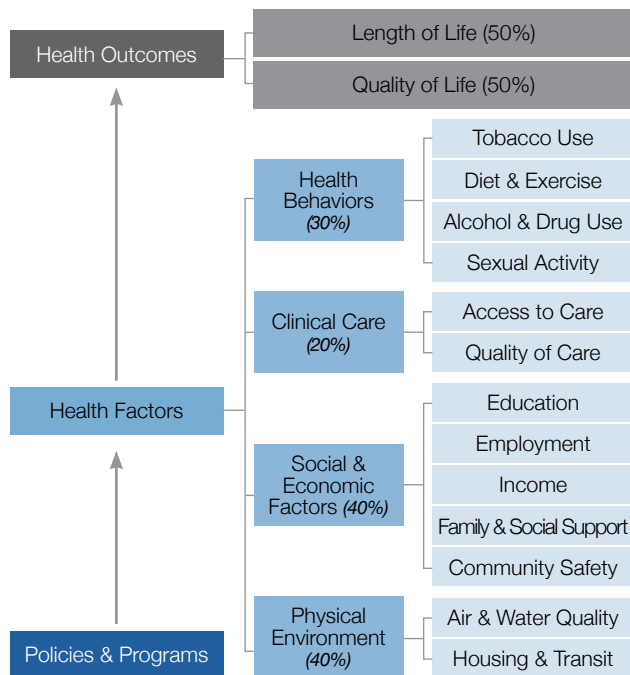 Health Outcomes
Length of Life (50%)
Quality of Life (50%)
Health Factors
Health
Behaviors
(30%)
Tobacco Use
Diet & Exercise
Alcohol & Drug Use
Sexual Activity
Clinical Care
(20%)
Access to Care
Quality of Care
Social &
Economic
Factors (40%)
Education
Employment
Income
Family & Social Support
Community Safety
Physical
Environment
(40%)
Air & Water Quality
Housing & Transit
Policies & Programs